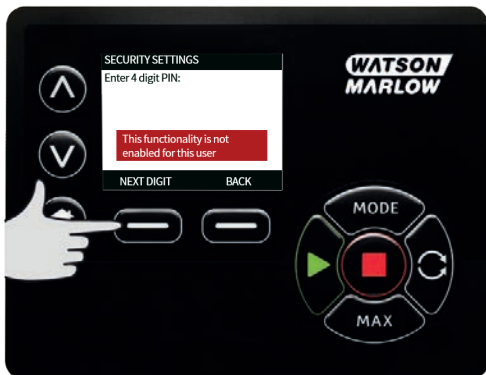 SECURITY SETTINGS
Enter 4 digit PIN:
This functionality is not
enabled for this user
NEXT DIGIT BACK
WATSON
MARLOW
MODE
MAX